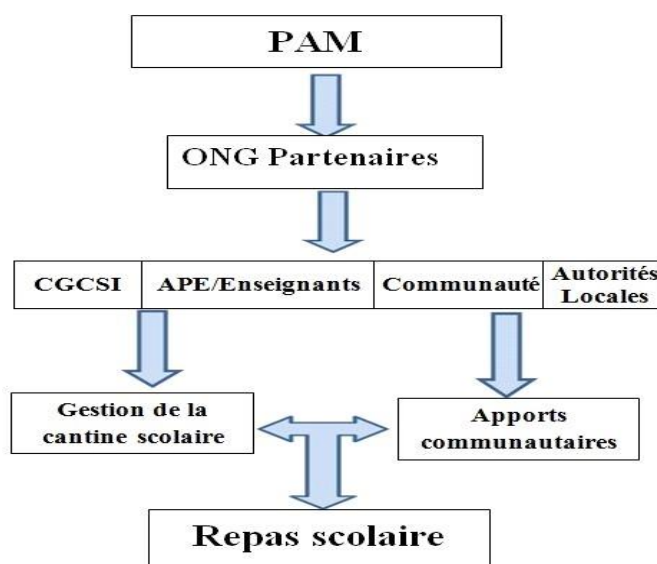 PAM
ONG Partenaires
CGCSI
APE/Enseignants
Communauté
Autorités
Locales
Gestion de la
cantine scolaire
Apports
communautaires
Repas scolaire